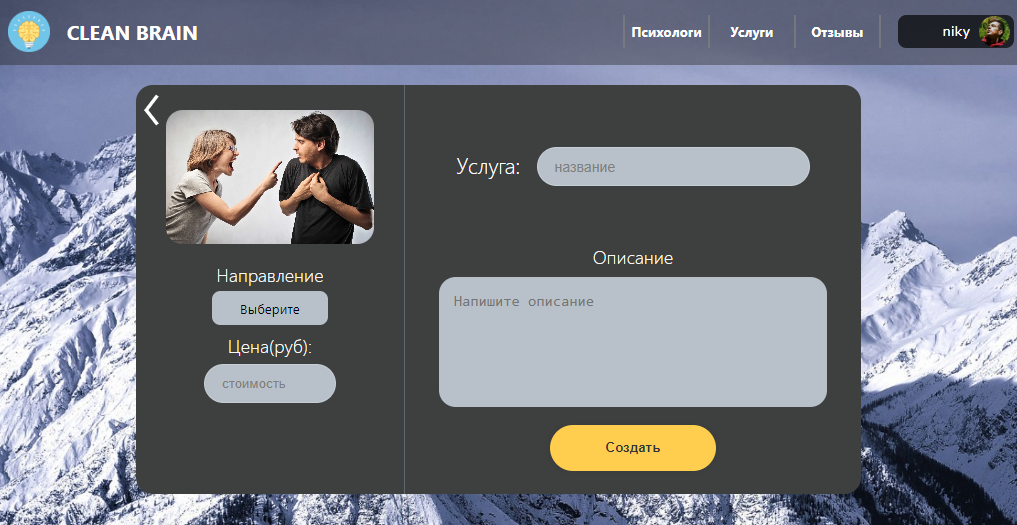 CLEAN BRAIN
Психологи
Услуги
Отзывы
niky
Направление
Выберите
Цена(руб):
стоимость
Услуга:
название
Описание
Напишите описание
Создать